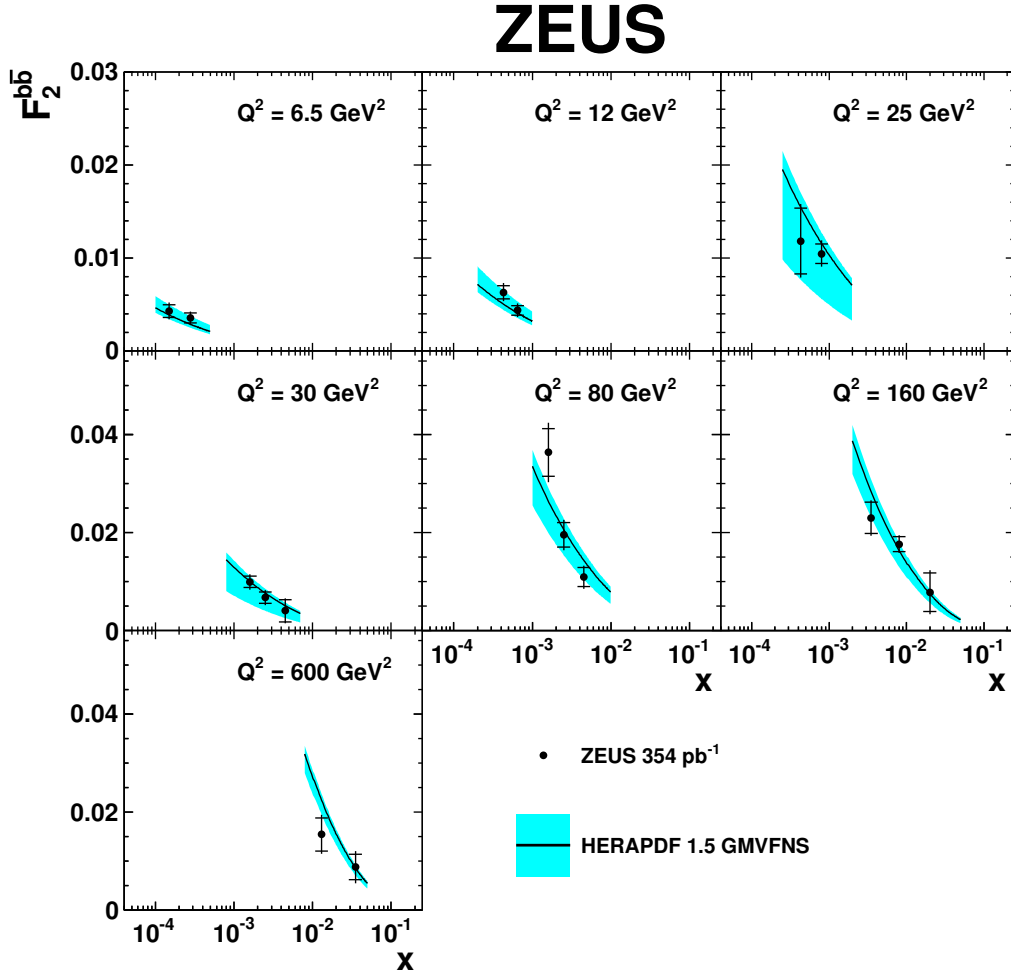 ZEUS
F₂^{bb̄}
Q² = 6.5 GeV²
Q² = 12 GeV²
Q² = 25 GeV²
0.03
0.02
0.01
0
Q² = 30 GeV²
Q² = 80 GeV²
Q² = 160 GeV²
0.04
0.02
0
10⁻⁴ 10⁻³ 10⁻² 10⁻¹
x
10⁻⁴ 10⁻³ 10⁻² 10⁻¹
x
Q² = 600 GeV²
0.04
0.02
0
10⁻⁴ 10⁻³ 10⁻² 10⁻¹
x
ZEUS 354 pb⁻¹
HERAPDF 1.5 GMVFNS